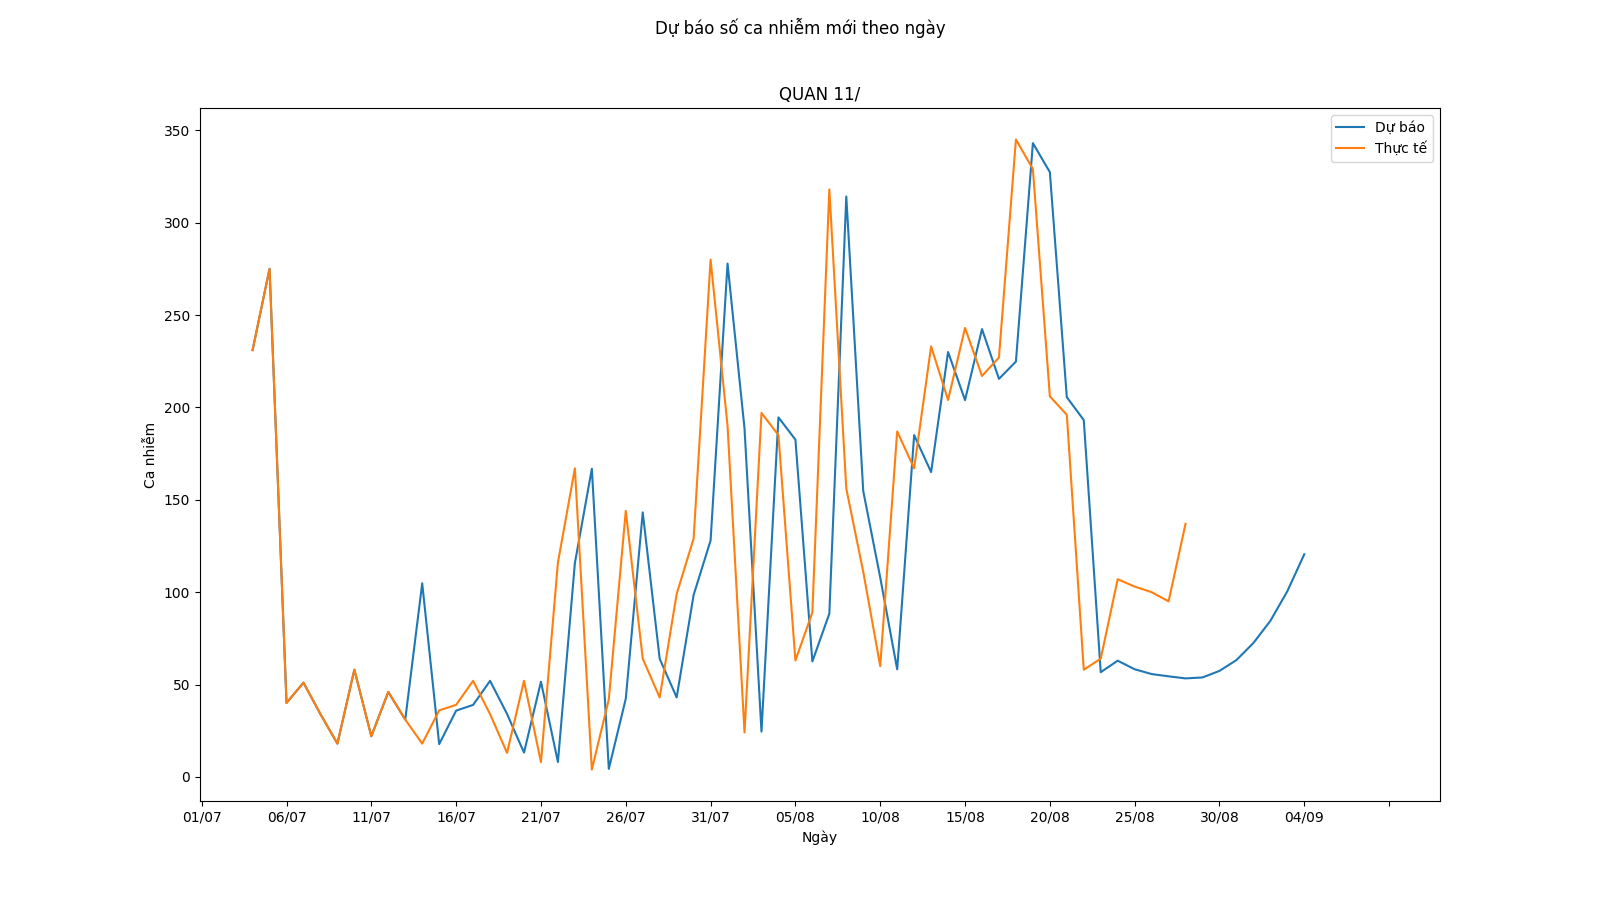 Dự báo số ca nhiễm mới theo ngày
QUAN 11/
Dự báo
Thực tế
350
300
250
200
150
100
50
0
Ca nhiễm
01/07 06/07 11/07 16/07 21/07 26/07 31/07 05/08 10/08 15/08 20/08 25/08 30/08 04/09
Ngày